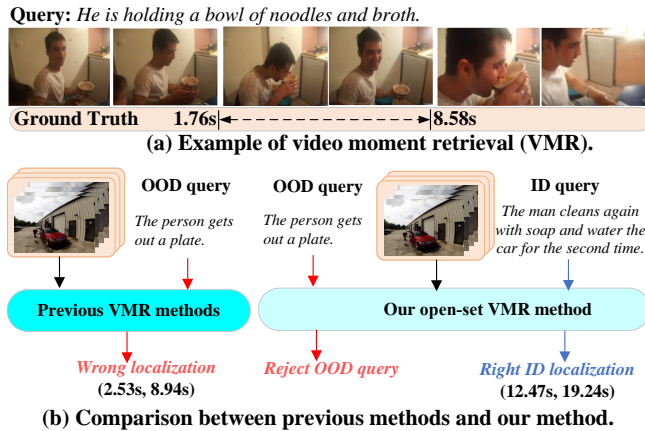 Query: He is holding a bowl of noodles and broth.
Ground Truth 1.76s 8.58s
(a) Example of video moment retrieval (VMR).
OOD query
The person gets
out a plate.
OOD query
The person gets
out a plate.
ID query
The man cleans again
with soap and water the
car for the second time.
Previous VMR methods
Our open-set VMR method
Wrong localization
(2.53s, 8.94s)
Reject OOD query
Right ID localization
(12.47s, 19.24s)
(b) Comparison between previous methods and our method.